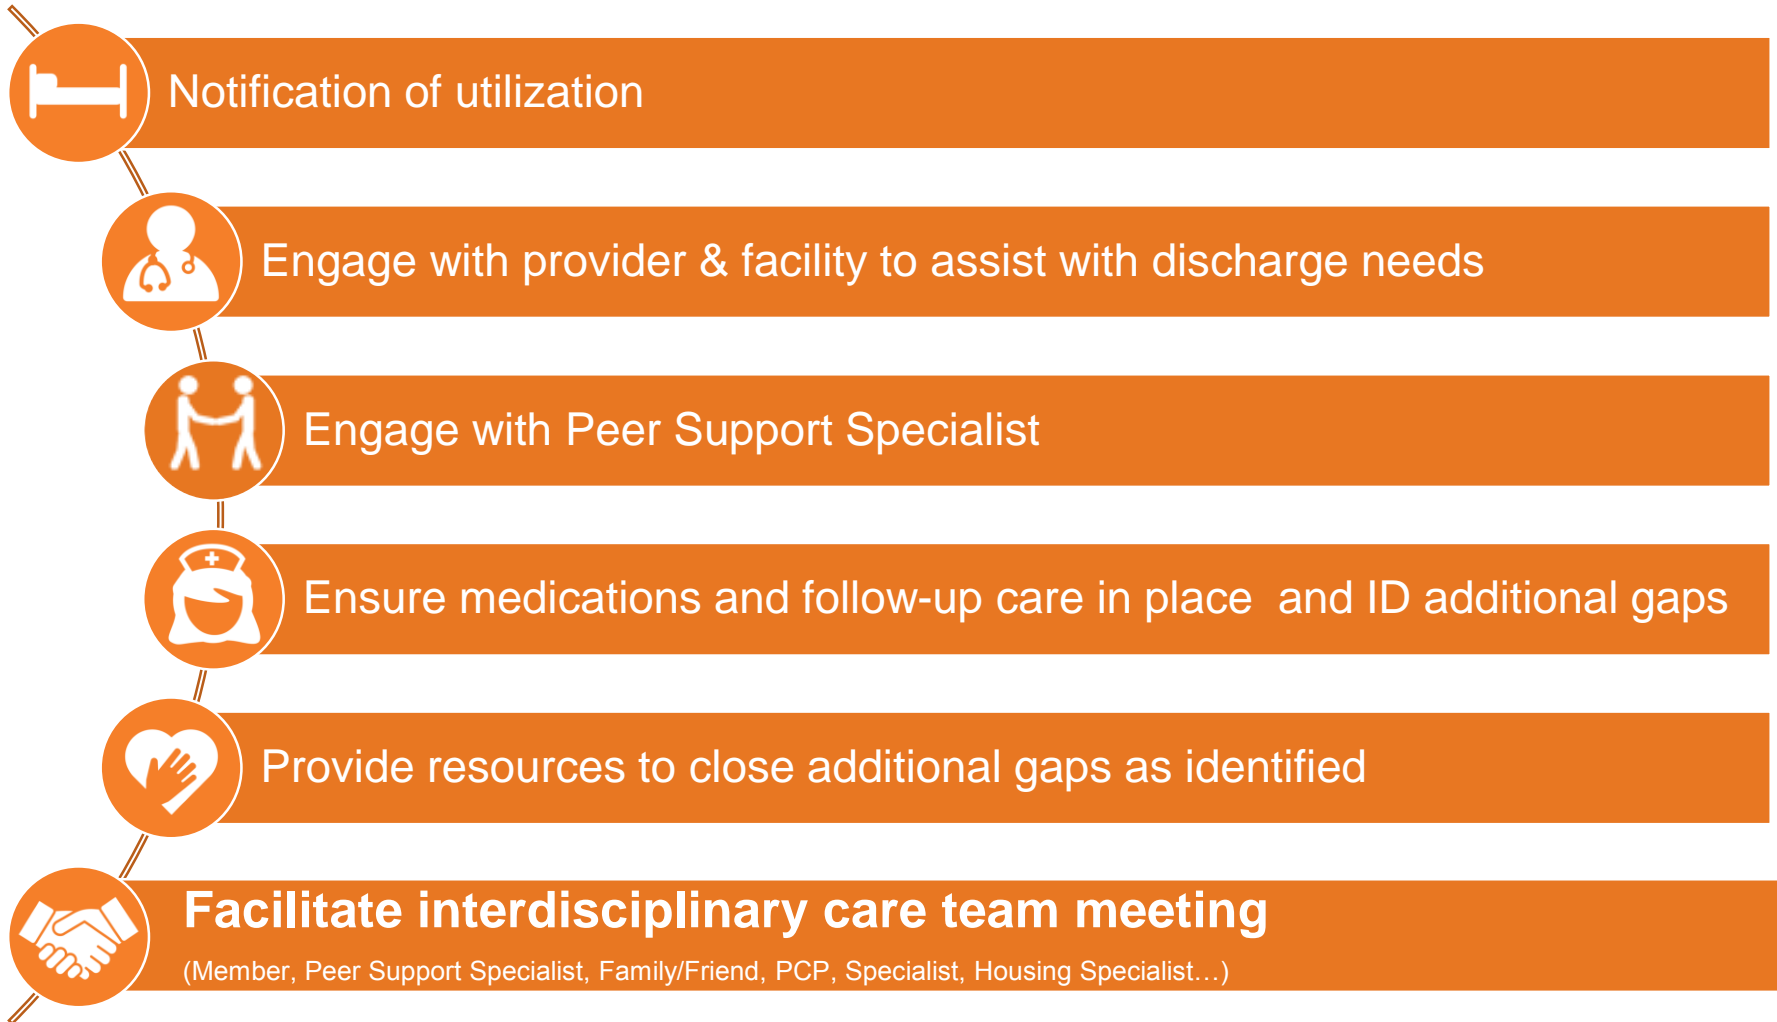 Notification of utilization
Engage with provider & facility to assist with discharge needs
Engage with Peer Support Specialist
Ensure medications and follow-up care in place  and ID additional gaps
Provide resources to close additional gaps as identified
Facilitate interdisciplinary care team meeting
(Member, Peer Support Specialist, Family/Friend, PCP, Specialist, Housing Specialist…)